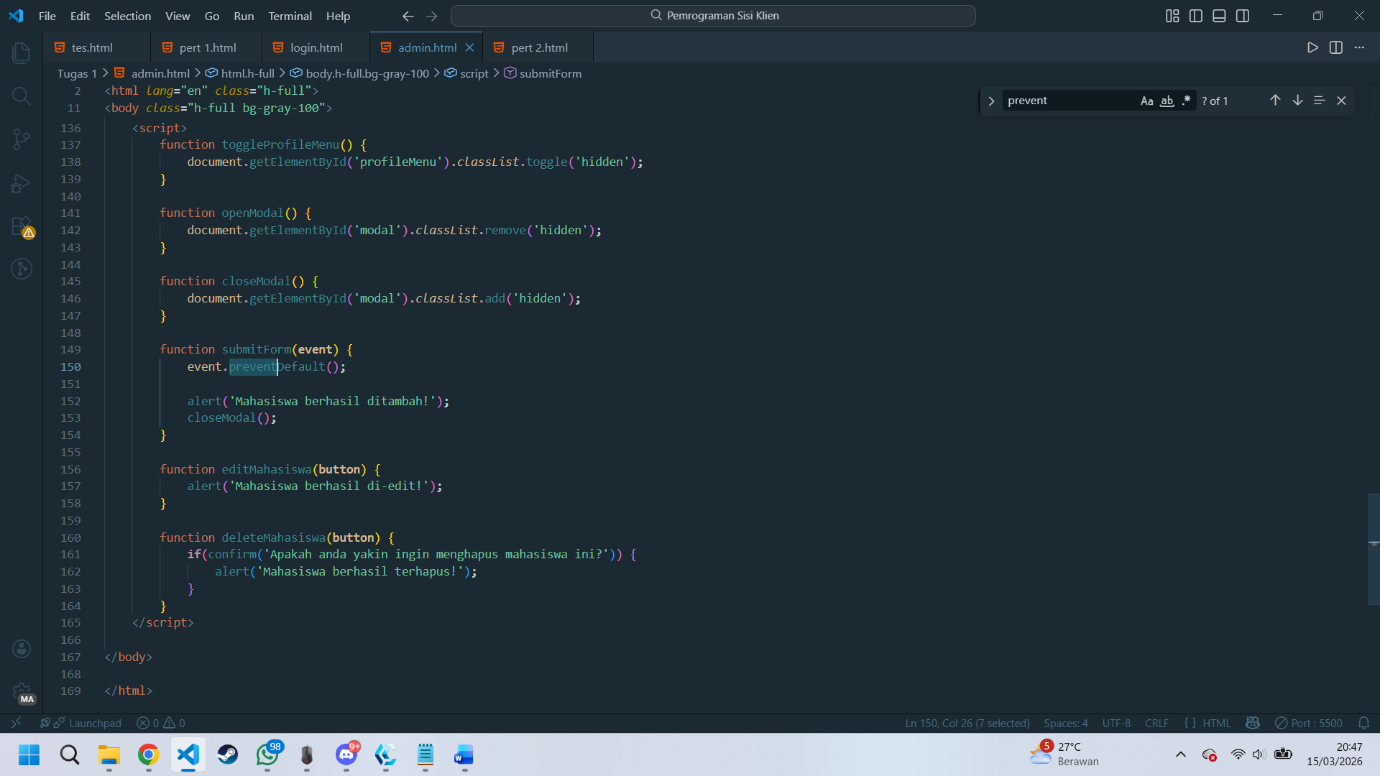 File Edit Selection View Go Run Terminal Help Pemrograman Sisi Klien
tes.html pert 1.html login.html admin.html pert 2.html
Tugas 1 > admin.html > html.h-full > body.h-full.bg-gray-100 > script > submitForm
prevent Aa ab .* ? of 1
2 <html lang="en" class="h-full">
11 <body class="h-full bg-gray-100">
136 <script>
137 function toggleProfileMenu() {
138 document.getElementById('profileMenu').classList.toggle('hidden');
139 }
140
141 function openModal() {
142 document.getElementById('modal').classList.remove('hidden');
143 }
144
145 function closeModal() {
146 document.getElementById('modal').classList.add('hidden');
147 }
148
149 function submitForm(event) {
150 event.preventDefault();
151
152 alert('Mahasiswa berhasil ditambah!');
153 closeModal();
154 }
155
156 function editMahasiswa(button) {
157 alert('Mahasiswa berhasil di-edit!');
158 }
159
160 function deleteMahasiswa(button) {
161 if(confirm('Apakah anda yakin ingin menghapus mahasiswa ini?')) {
162 alert('Mahasiswa berhasil terhapus!');
163 }
164 }
165 </script>
166
167 </body>
168
169 </html>
MA
Launchpad 0 0 Ln 150, Col 26 (7 selected) Spaces: 4 UTF-8 CRLF {} HTML Port : 5500
98 9+ 5 27°C 20:47
Berawan 15/03/2026